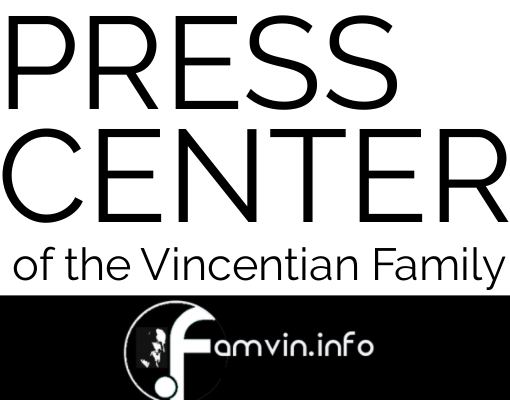 PRESS
CENTER
of the Vincentian Family
Famvin.info